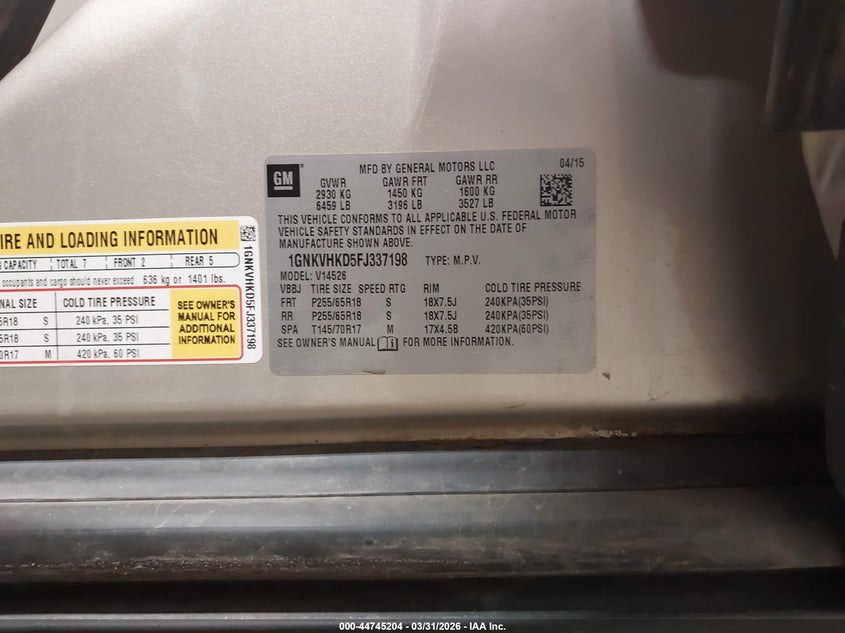 GM
MFD BY GENERAL MOTORS LLC 04/15
GVWR GAWR FRT GAWR RR
2930 KG 1450 KG 1600 KG
6459 LB 3196 LB 3527 LB
THIS VEHICLE CONFORMS TO ALL APPLICABLE U.S. FEDERAL MOTOR
VEHICLE SAFETY STANDARDS IN EFFECT ON THE DATE OF
MANUFACTURE SHOWN ABOVE.
1GNKVHKD5FJ337198 TYPE: M.P.V.
MODEL: V14526
VBBJ TIRE SIZE SPEED RTG RIM COLD TIRE PRESSURE
FRT P255/65R18 S 18X7.5J 240KPA(35PSI)
RR P255/65R18 S 18X7.5J 240KPA(35PSI)
SPA T145/70R17 M 17X4.5B 420KPA(60PSI)
SEE OWNER'S MANUAL FOR MORE INFORMATION.
IRE AND LOADING INFORMATION
CAPACITY TOTAL 7 FRONT 2 REAR 5
occupants and cargo should never exceed 636 kg or 1401 lbs.
NAL SIZE COLD TIRE PRESSURE
5R18 S 240 kPa, 35 PSI
5R18 S 240 kPa, 35 PSI
0R17 M 420 kPa, 60 PSI
SEE OWNER'S
MANUAL FOR
ADDITIONAL
INFORMATION
1GNKVHKD5FJ337198
000-44745204 | 03/31/2026 - IAA Inc.